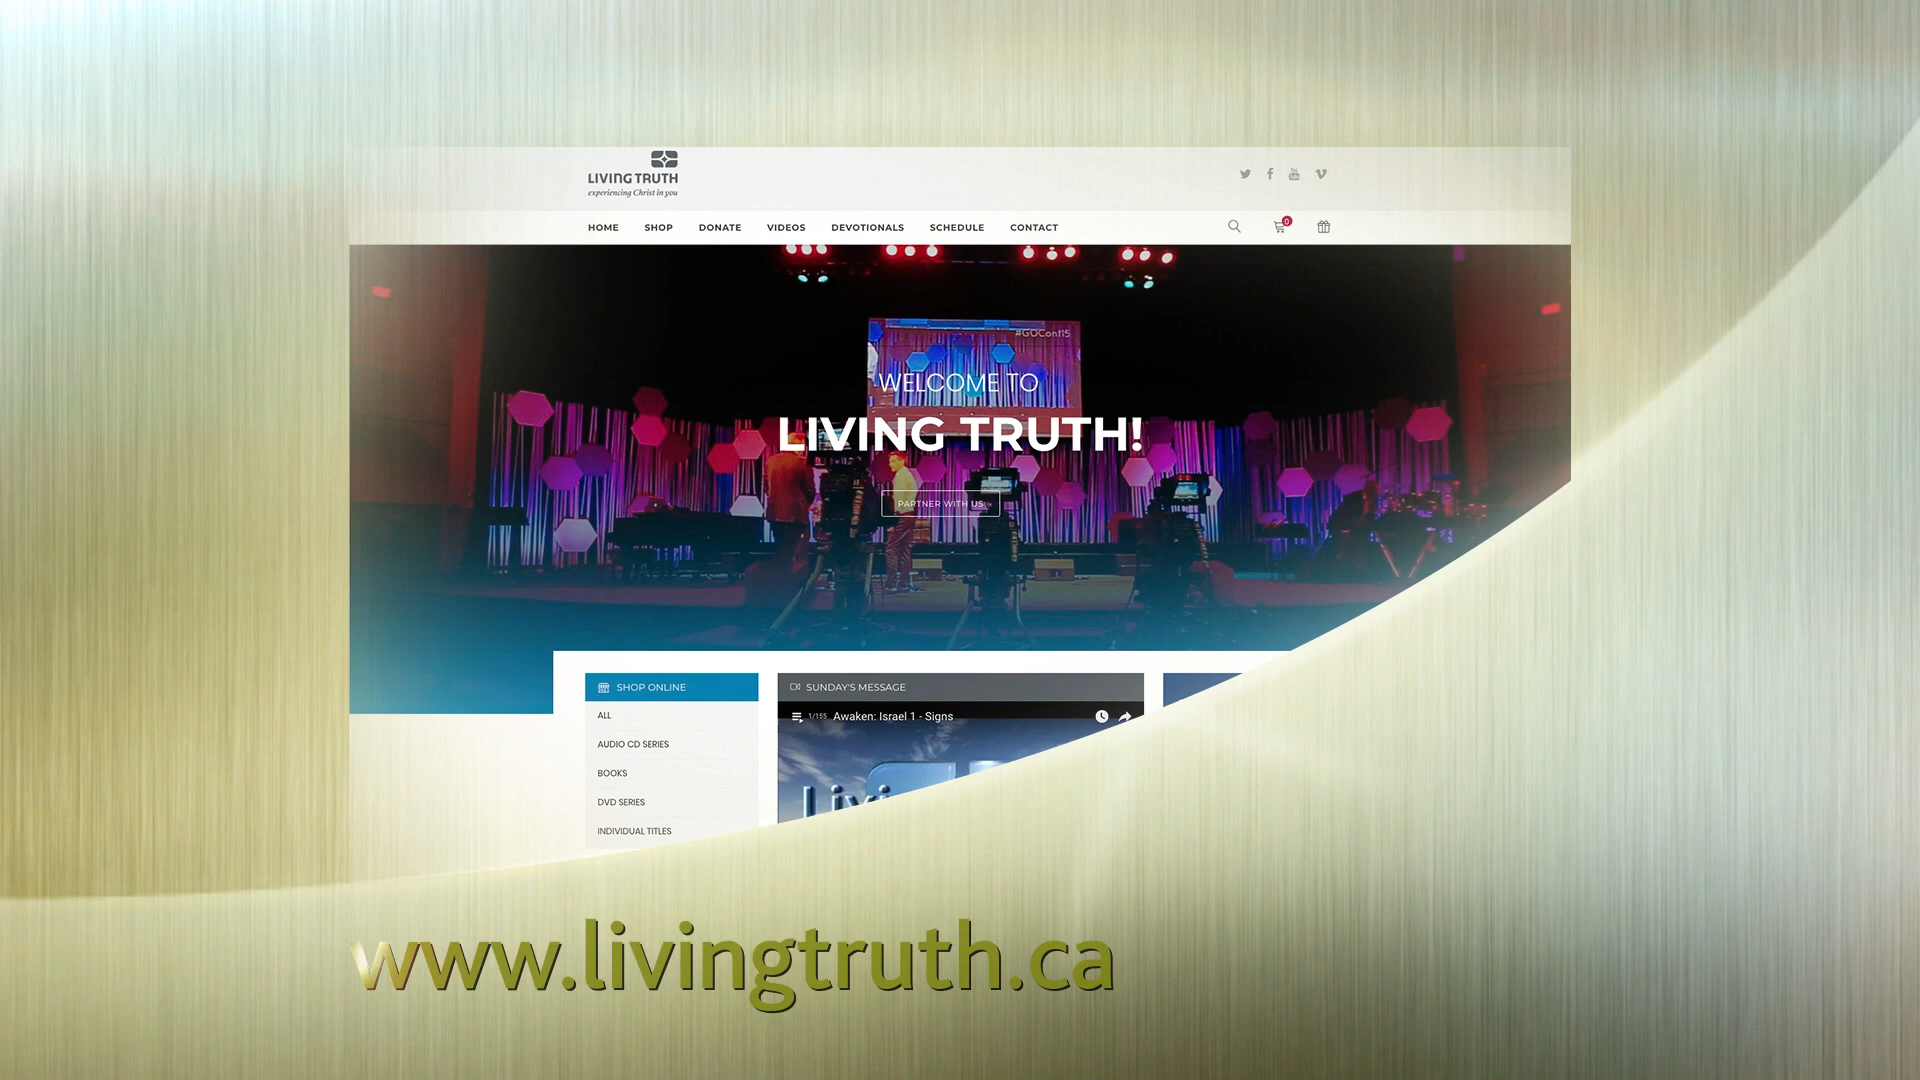 LIVING TRUTH
experiencing Christ in you
HOME SHOP DONATE VIDEOS DEVOTIONALS SCHEDULE CONTACT
0
#GOConf15
WELCOME TO
LIVING TRUTH!
PARTNER WITH US
SHOP ONLINE
ALL
AUDIO CD SERIES
BOOKS
DVD SERIES
INDIVIDUAL TITLES
SUNDAY'S MESSAGE
1/155 Awaken: Israel 1 - Signs
www.livingtruth.ca